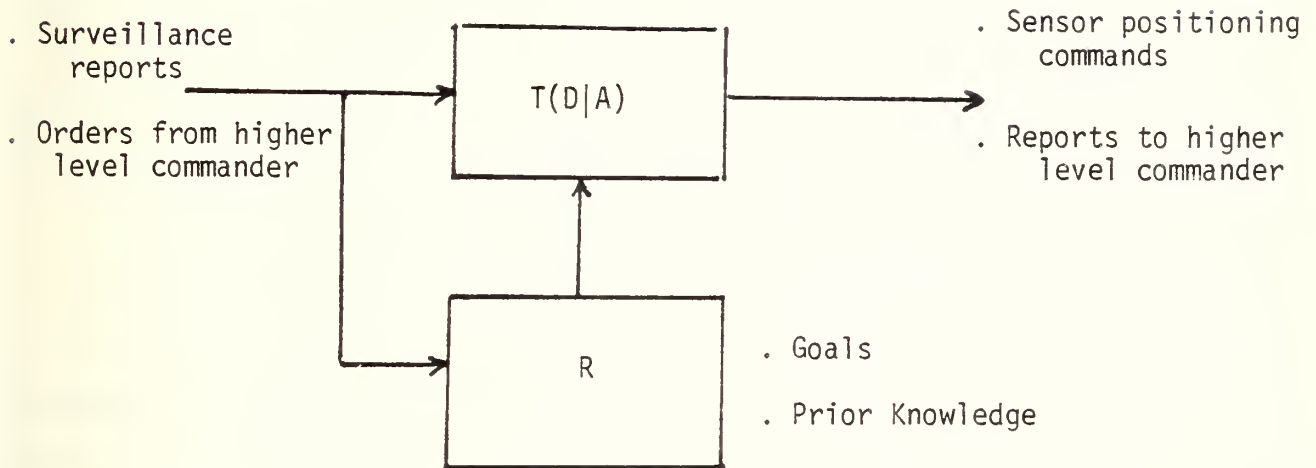 . Surveillance
reports
. Orders from higher
level commander
T(D|A)
. Sensor positioning
commands
. Reports to higher
level commander
R
. Goals
. Prior Knowledge